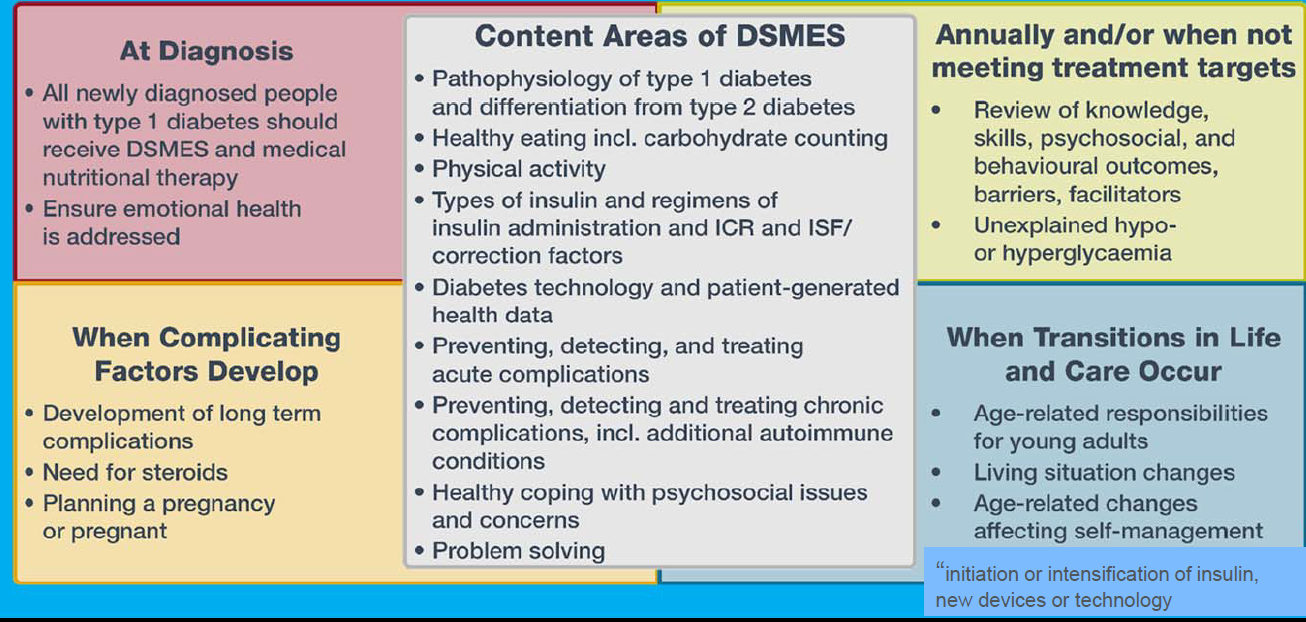 At Diagnosis
• All newly diagnosed people
with type 1 diabetes should
receive DSMES and medical
nutritional therapy
• Ensure emotional health
is addressed
Content Areas of DSMES
• Pathophysiology of type 1 diabetes
and differentiation from type 2 diabetes
• Healthy eating incl. carbohydrate counting
• Physical activity
• Types of insulin and regimens of
insulin administration and ICR and ISF/
correction factors
• Diabetes technology and patient-generated
health data
• Preventing, detecting, and treating
acute complications
• Preventing, detecting and treating chronic
complications, incl. additional autoimmune
conditions
• Healthy coping with psychosocial issues
and concerns
• Problem solving
Annually and/or when not
meeting treatment targets
• Review of knowledge,
skills, psychosocial, and
behavioural outcomes,
barriers, facilitators
• Unexplained hypo-
or hyperglycaemia
When Complicating
Factors Develop
• Development of long term
complications
• Need for steroids
• Planning a pregnancy
or pregnant
When Transitions in Life
and Care Occur
• Age-related responsibilities
for young adults
• Living situation changes
• Age-related changes
affecting self-management
“initiation or intensification of insulin,
new devices or technology